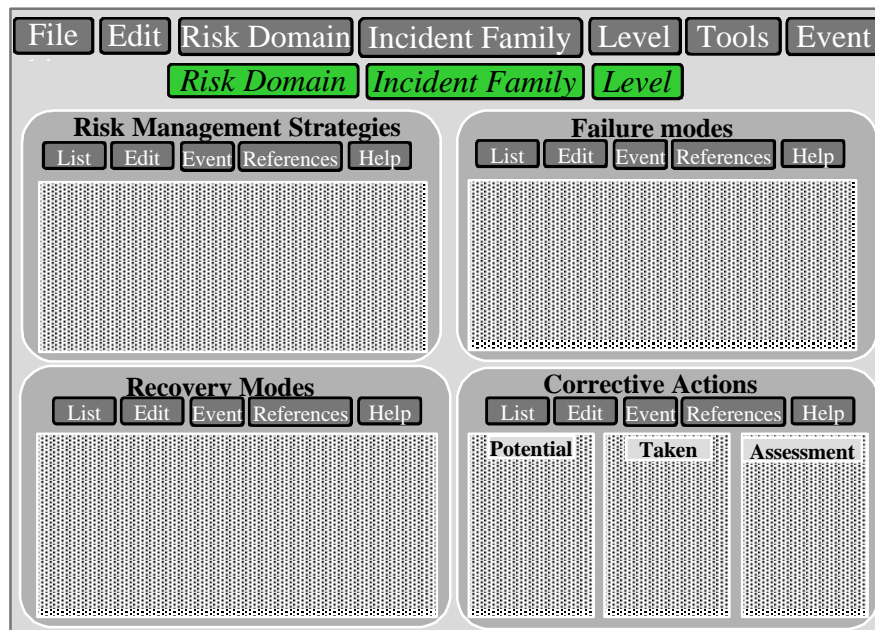 File Edit Risk Domain Incident Family Level Tools Event
Risk Domain Incident Family Level
Risk Management Strategies
List Edit Event References Help
Failure modes
List Edit Event References Help
Recovery Modes
List Edit Event References Help
Corrective Actions
List Edit Event References Help
Potential Taken Assessment